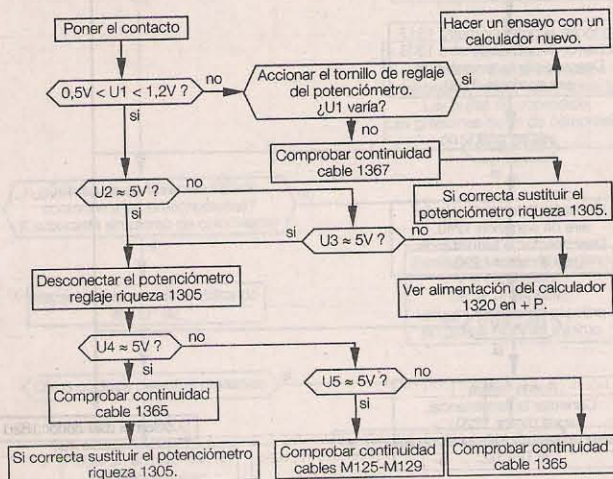 Poner el contacto
Hacer un ensayo con un
calculador nuevo.
0,5V < U1 < 1,2V ?
no
Accionar el tornillo de reglaje
del potenciómetro.
¿U1 varía?
si
si
no
Comprobar continuidad
cable 1367
U2 ≈ 5V ?
no
Si correcta sustituir el
potenciómetro riqueza 1305.
si
si
U3 ≈ 5V ?
no
Desconectar el potenciómetro
reglaje riqueza 1305
Ver alimentación del calculador
1320 en + P.
U4 ≈ 5V ?
no
si
U5 ≈ 5V ?
no
Comprobar continuidad
cable 1365
si
Si correcta sustituir el potenciómetro
riqueza 1305.
Comprobar continuidad
cables M125-M129
Comprobar continuidad
cable 1365